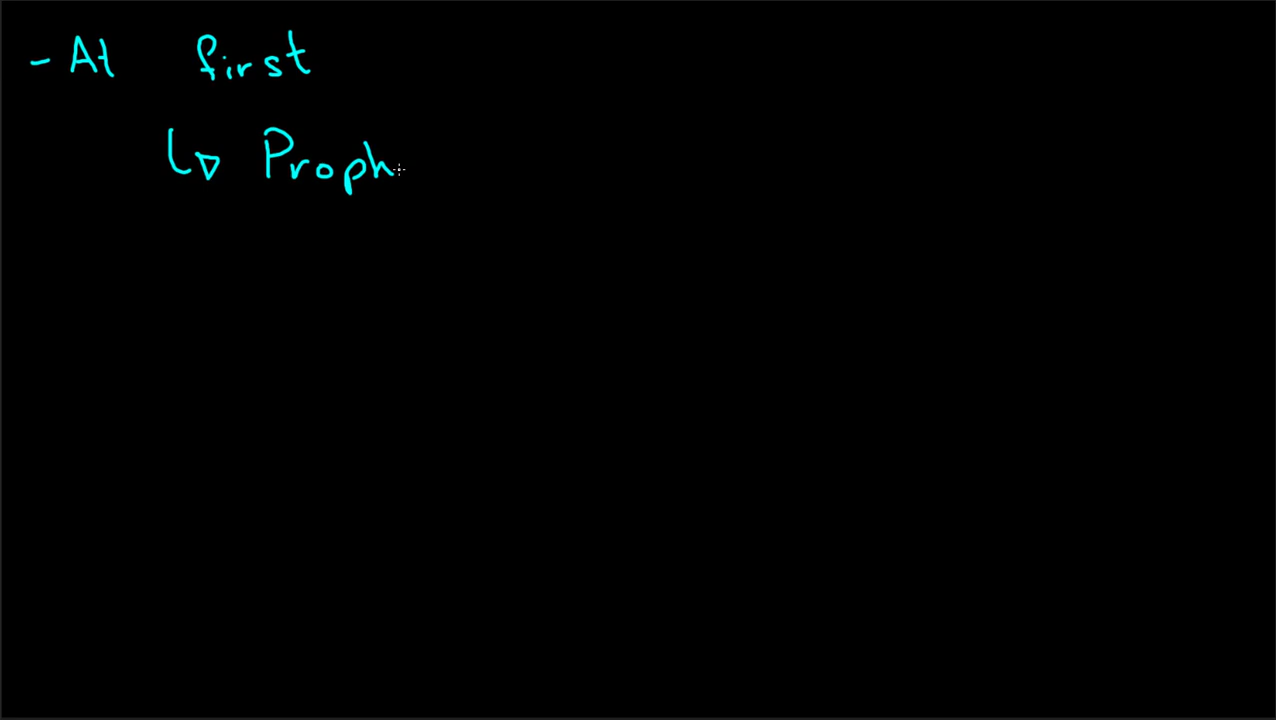 - At first
↳ Proph